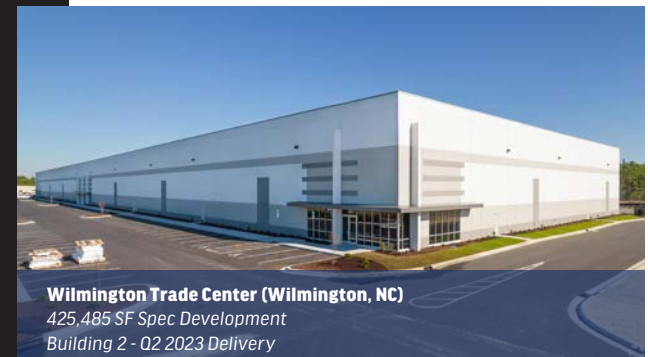 Wilmington Trade Center (Wilmington, NC)
425,485 SF Spec Development
Building 2 - Q2 2023 Delivery